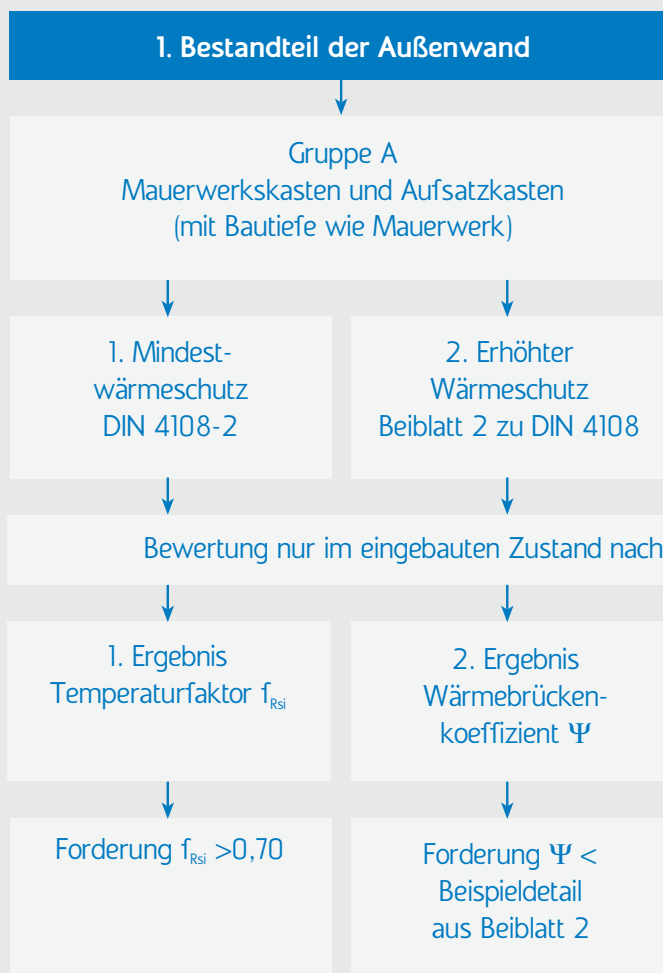 1. Bestandteil der Außenwand
Gruppe A
Mauerwerkskasten und Aufsatzkasten
(mit Bautiefe wie Mauerwerk)
1. Mindest-
wärmeschutz
DIN 4108-2
2. Erhöhter
Wärmeschutz
Beiblatt 2 zu DIN 4108
Bewertung nur im eingebauten Zustand nach
1. Ergebnis
Temperaturfaktor fRsi
2. Ergebnis
Wärmebrücken-
koeffizient Ψ
Forderung fRsi >0,70
Forderung Ψ <
Beispieldetail
aus Beiblatt 2